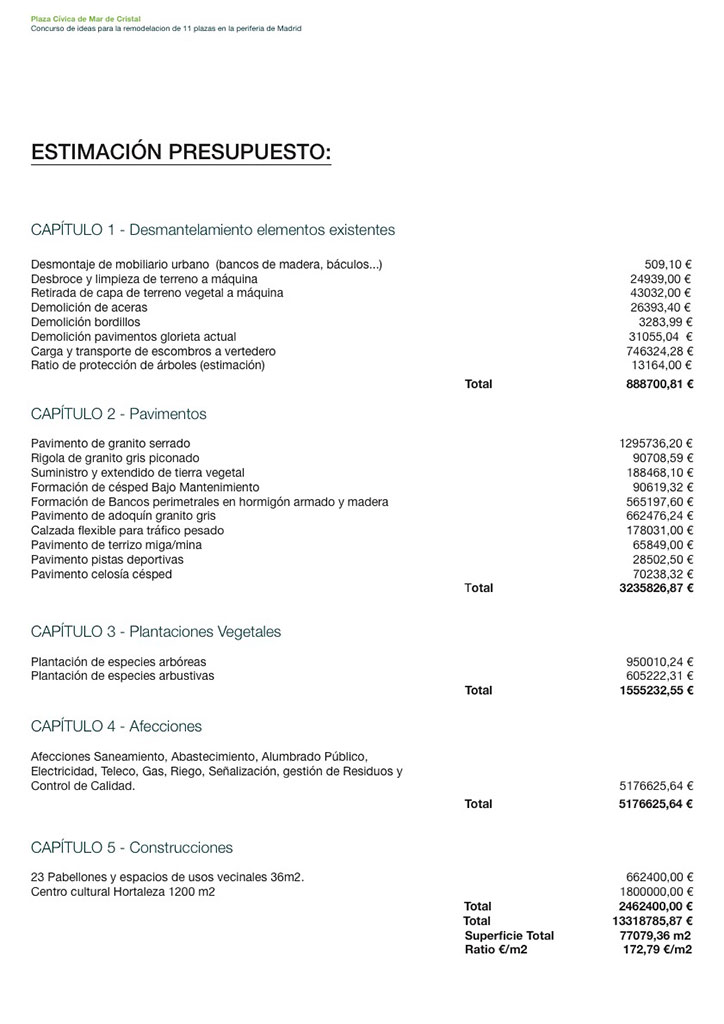 Plaza Cívica de Mar de Cristal
Concurso de ideas para la remodelacion de 11 plazas en la periferia de Madrid
ESTIMACIÓN PRESUPUESTO:
CAPÍTULO 1 - Desmantelamiento elementos existentes
Desmontaje de mobiliario urbano (bancos de madera, báculos...) 509,10 €
Desbroce y limpieza de terreno a máquina 24939,00 €
Retirada de capa de terreno vegetal a máquina 43032,00 €
Demolición de aceras 26393,40 €
Demolición bordillos 3283,99 €
Demolición pavimentos glorieta actual 31055,04 €
Carga y transporte de escombros a vertedero 746324,28 €
Ratio de protección de árboles (estimación) 13164,00 €
Total 888700,81 €
CAPÍTULO 2 - Pavimentos
Pavimento de granito serrado 1295736,20 €
Rigola de granito gris piconado 90708,59 €
Suministro y extendido de tierra vegetal 188468,10 €
Formación de césped Bajo Mantenimiento 90619,32 €
Formación de Bancos perimetrales en hormigón armado y madera 565197,60 €
Pavimento de adoquín granito gris 662476,24 €
Calzada flexible para tráfico pesado 178031,00 €
Pavimento de terrizo miga/mina 65849,00 €
Pavimento pistas deportivas 28502,50 €
Pavimento celosía césped 70238,32 €
Total 3235826,87 €
CAPÍTULO 3 - Plantaciones Vegetales
Plantación de especies arbóreas 950010,24 €
Plantación de especies arbustivas 605222,31 €
Total 1555232,55 €
CAPÍTULO 4 - Afecciones
Afecciones Saneamiento, Abastecimiento, Alumbrado Público,
Electricidad, Teleco, Gas, Riego, Señalización, gestión de Residuos y
Control de Calidad. 5176625,64 €
Total 5176625,64 €
CAPÍTULO 5 - Construcciones
23 Pabellones y espacios de usos vecinales 36m2. 662400,00 €
Centro cultural Hortaleza 1200 m2 1800000,00 €
Total 2462400,00 €
Total 13318785,87 €
Superficie Total 77079,36 m2
Ratio €/m2 172,79 €/m2